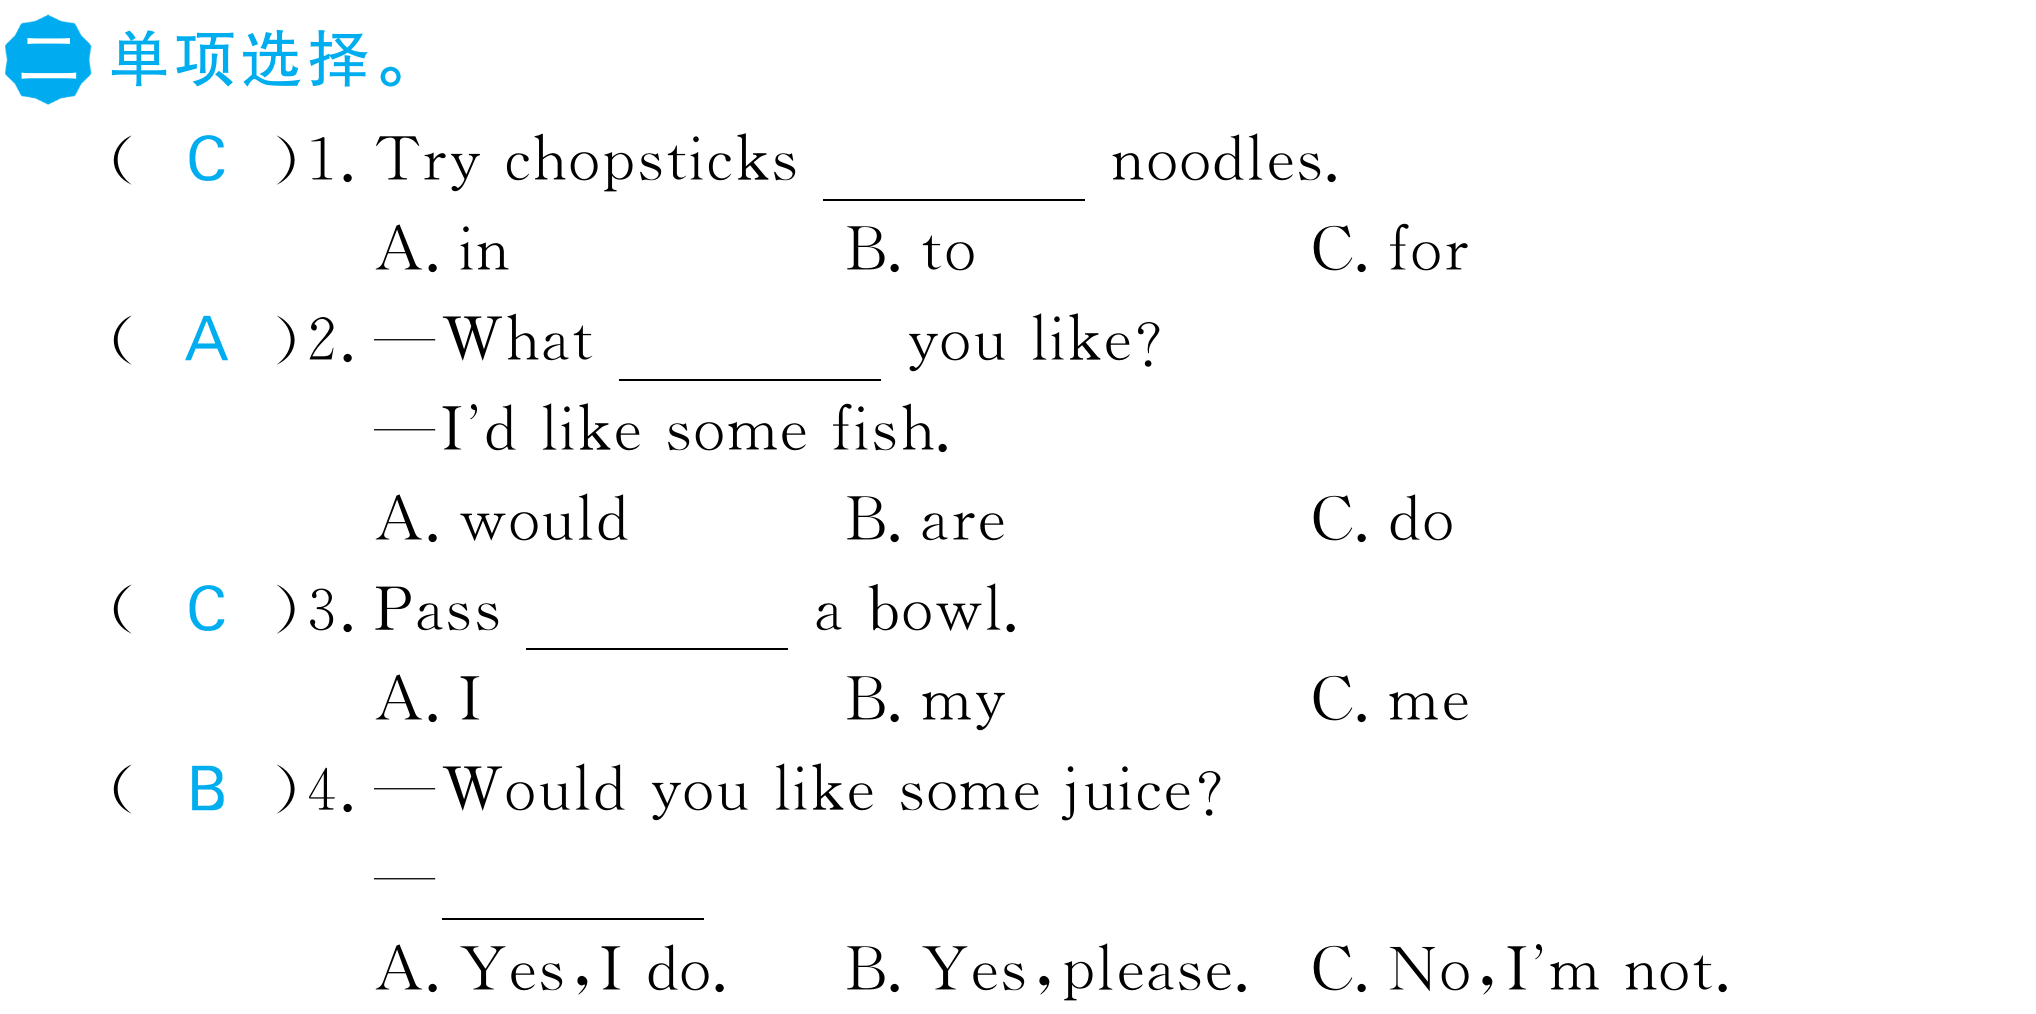 二 单项选择。
( C )1. Try chopsticks ________ noodles.
A. in B. to C. for
( A )2. —What ________ you like?
—I'd like some fish.
A. would B. are C. do
( C )3. Pass ________ a bowl.
A. I B. my C. me
( B )4. —Would you like some juice?
—________
A. Yes,I do. B. Yes,please. C. No,I'm not.